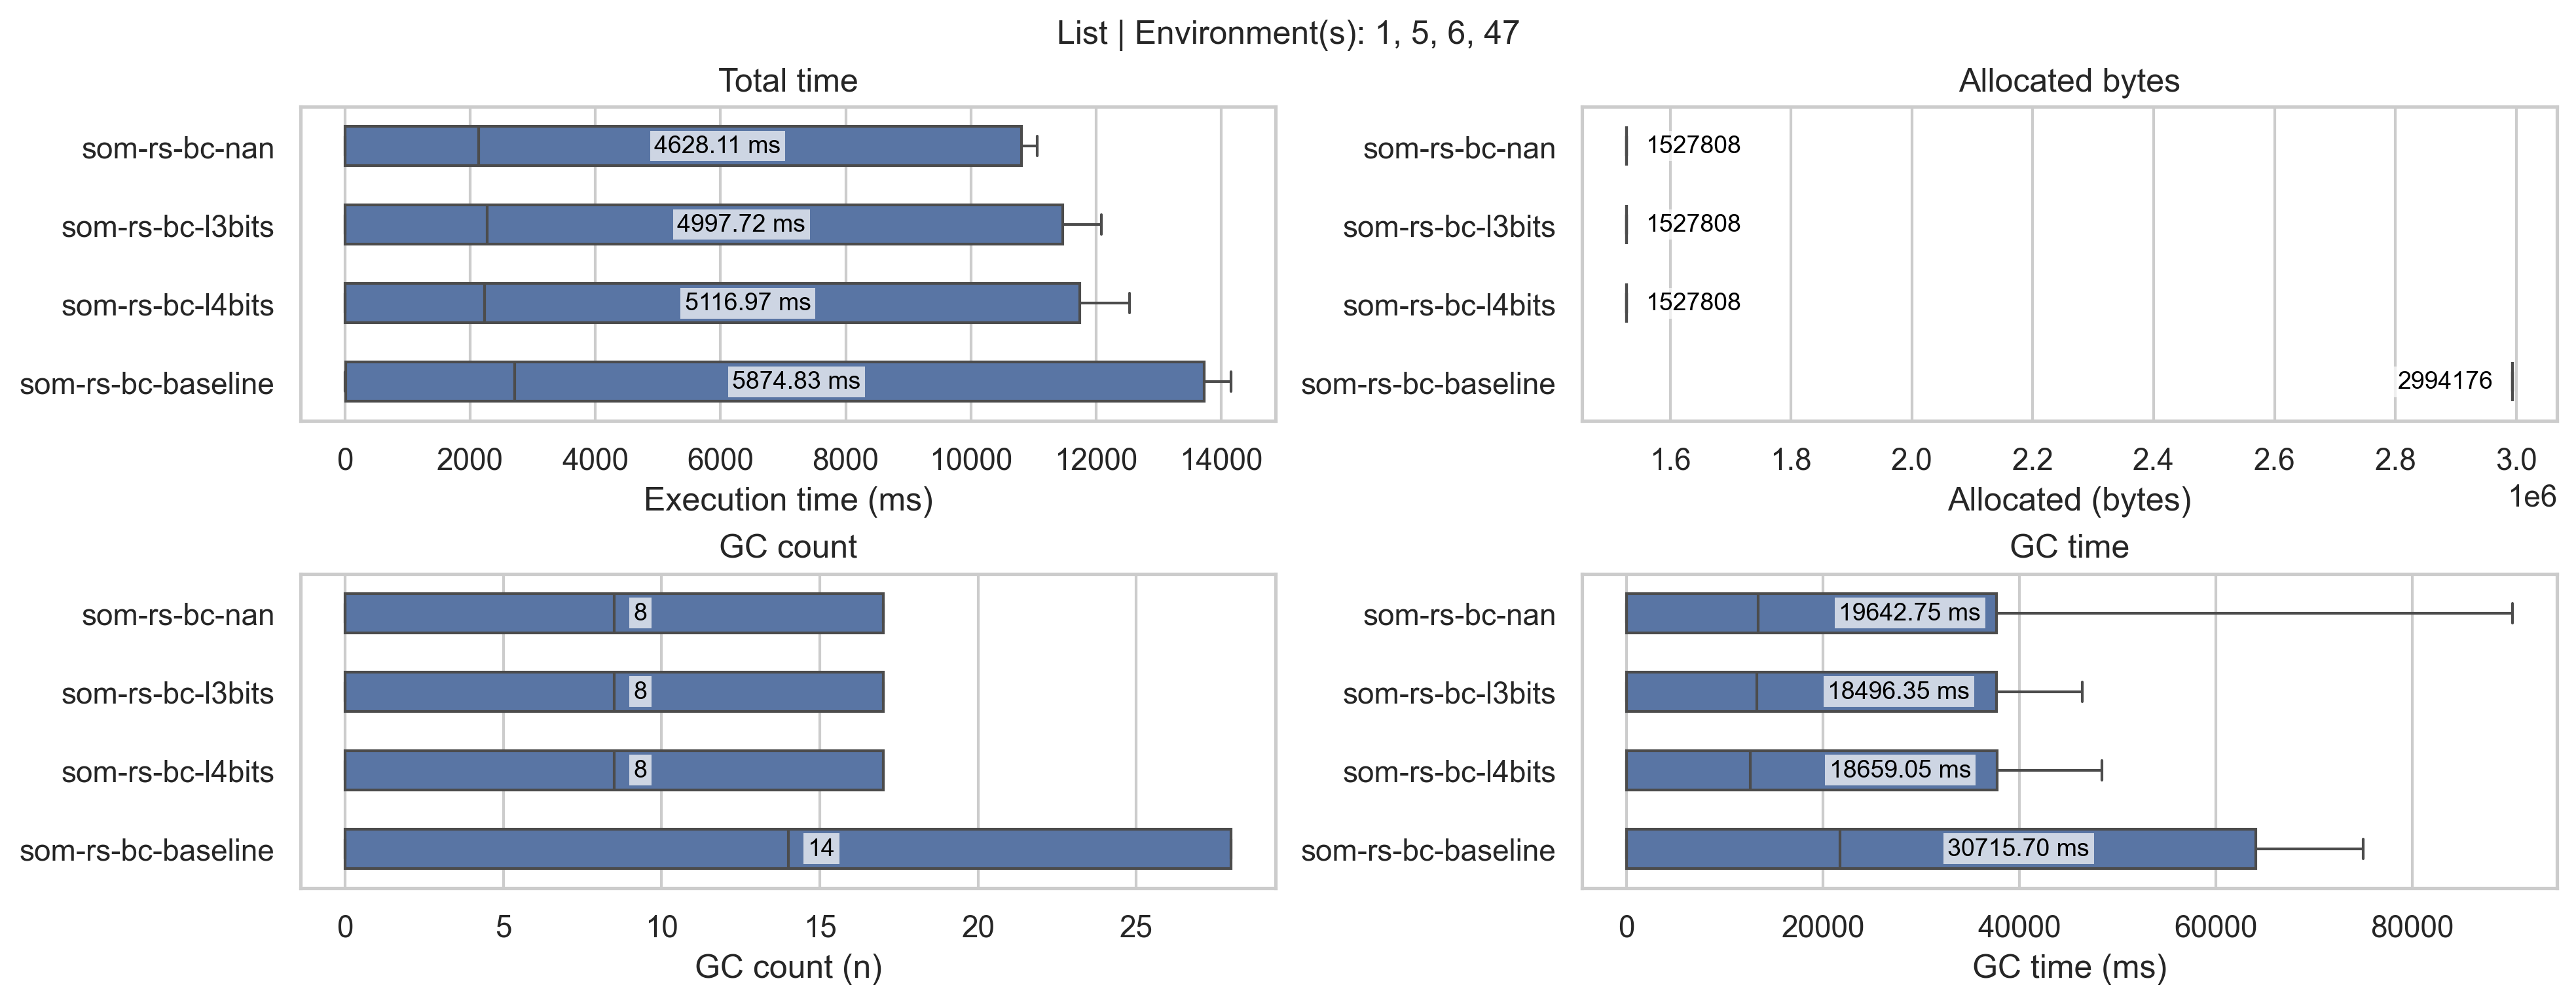 List | Environment(s): 1, 5, 6, 47
Total time
som-rs-bc-nan
4628.11 ms
som-rs-bc-l3bits
4997.72 ms
som-rs-bc-l4bits
5116.97 ms
som-rs-bc-baseline
5874.83 ms
0 2000 4000 6000 8000 10000 12000 14000
Execution time (ms)
Allocated bytes
som-rs-bc-nan
1527808
som-rs-bc-l3bits
1527808
som-rs-bc-l4bits
1527808
som-rs-bc-baseline
2994176
1.6 1.8 2.0 2.2 2.4 2.6 2.8 3.0
1e6
Allocated (bytes)
GC count
som-rs-bc-nan
8
som-rs-bc-l3bits
8
som-rs-bc-l4bits
8
som-rs-bc-baseline
14
0 5 10 15 20 25
GC count (n)
GC time
som-rs-bc-nan
19642.75 ms
som-rs-bc-l3bits
18496.35 ms
som-rs-bc-l4bits
18659.05 ms
som-rs-bc-baseline
30715.70 ms
0 20000 40000 60000 80000
GC time (ms)